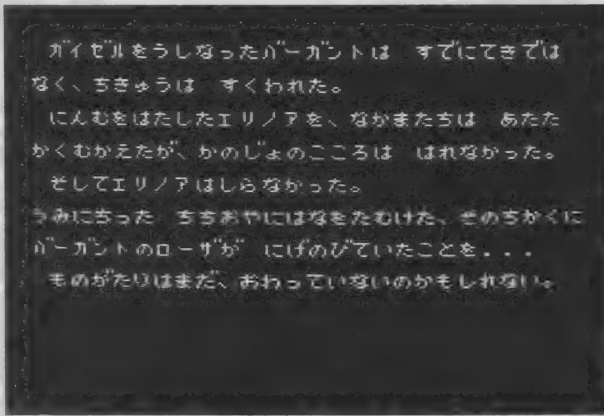 ガイゼルをうしなったバーガントは　すでにてきでは
なく、ちきゅうは　すくわれた。
にんむをはたしたエリノアを、なかまたちは　あたた
かくむかえたが、かのじょのこころは　はれなかった。
そしてエリノアはしらなかった。
うみにちった　ちちおやにはなをたむけた、そのちかくに
バーガントのローザが　にげのびていたことを...
ものがたりはまだ、おわっていないのかもしれない。